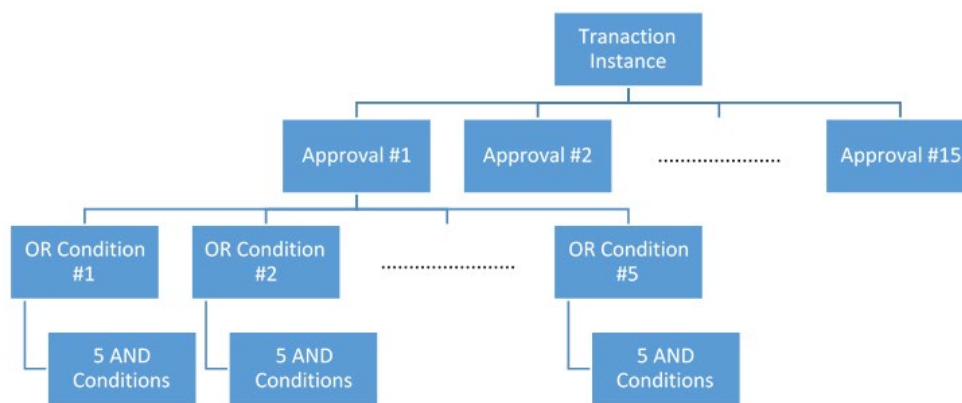 Tranaction
Instance
Approval #1
Approval #2
........................
Approval #15
OR Condition
#1
OR Condition
#2
..........................
OR Condition
#5
5 AND
Conditions
5 AND
Conditions
5 AND
Conditions